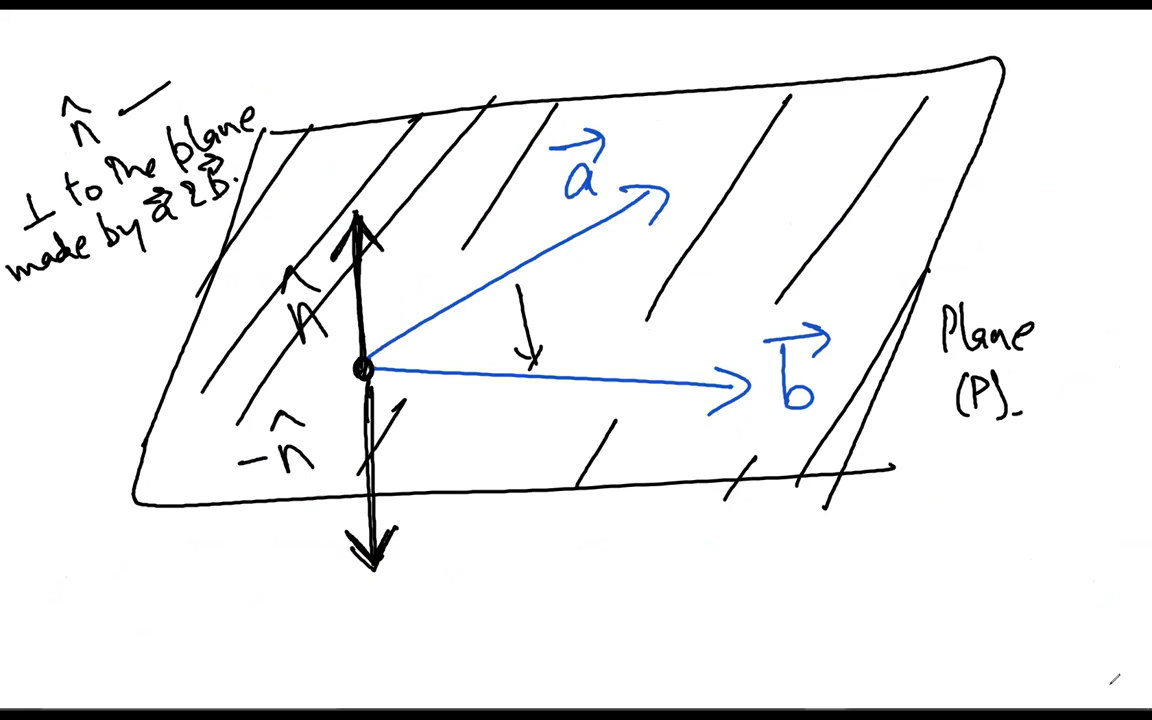 n̂ —
⊥ to the plane
made by a⃗ & b⃗.
a⃗
n̂
b⃗
Plane
(P).
-n̂